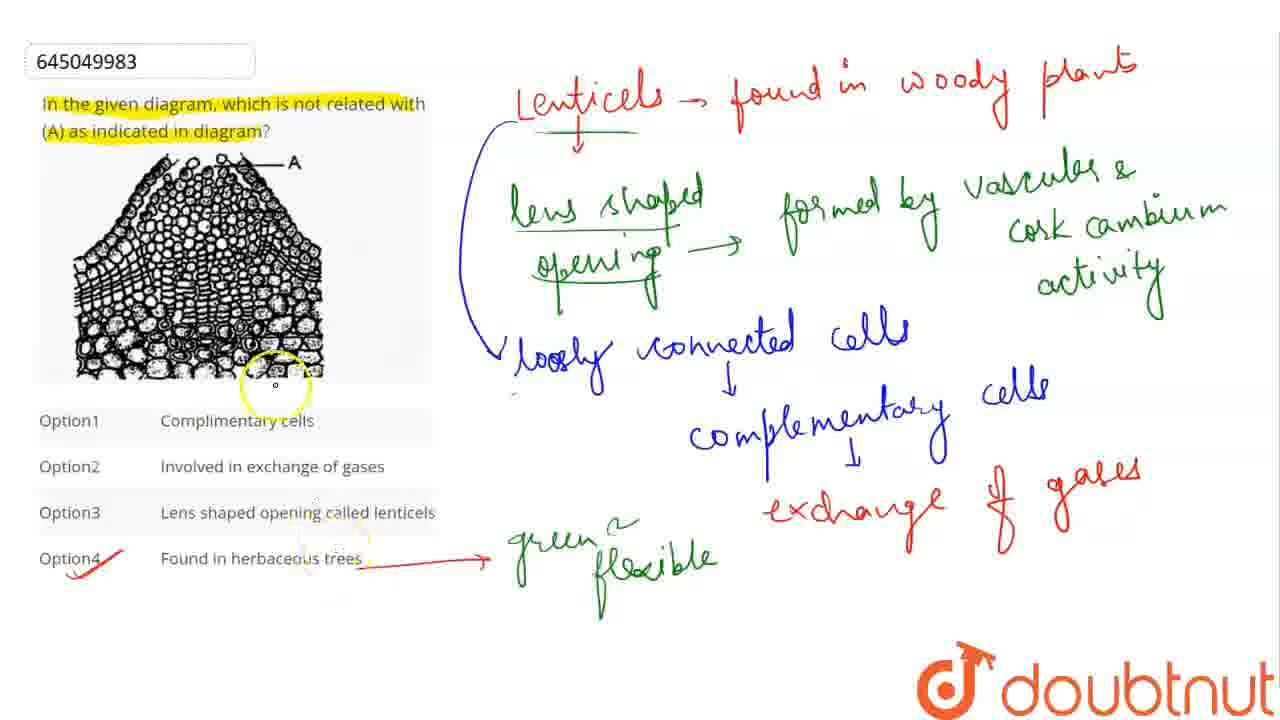 645049983
In the given diagram, which is not related with
(A) as indicated in diagram?
A
Option1 Complimentary cells
Option2 Involved in exchange of gases
Option3 Lens shaped opening called lenticels
Option4 Found in herbaceous trees
Lenticels → found in woody plants
lens shaped
opening → formed by vascular &
cork cambium
activity
loosly connected cells
complementary cells
exchange of gases
green &
flexible
doubtnut